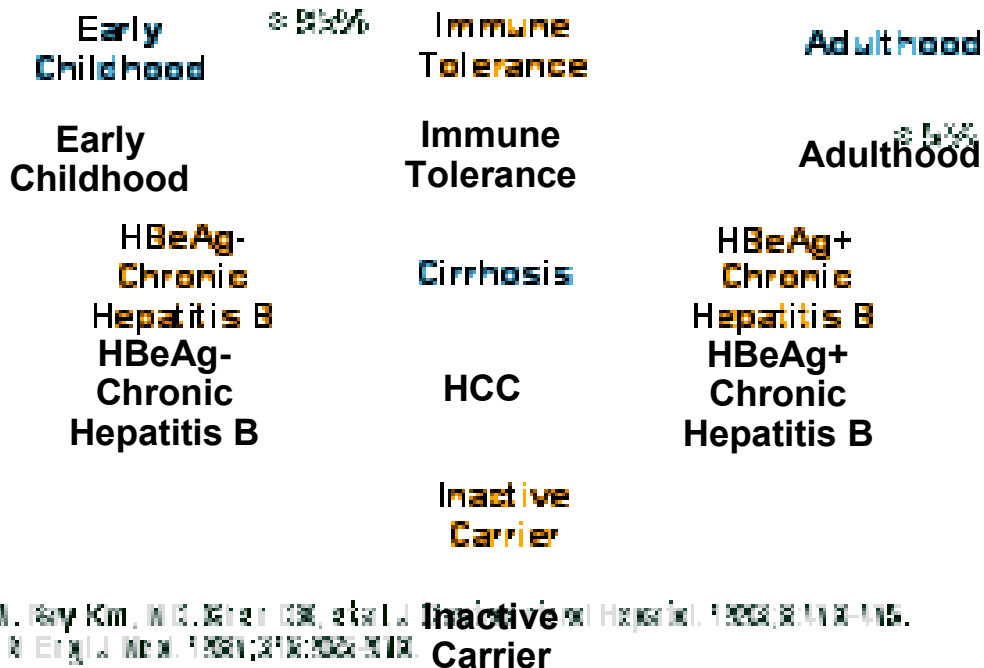 Early
Childhood
Immune
Tolerance
Adulthood
Early
Childhood
Immune
Tolerance
Adulthood
HBeAg-
Chronic
Hepatitis B
Cirrhosis
HBeAg+
Chronic
Hepatitis B
HBeAg-
Chronic
Hepatitis B
HCC
HBeAg+
Chronic
Hepatitis B
Inactive
Carrier
Inactive
Carrier